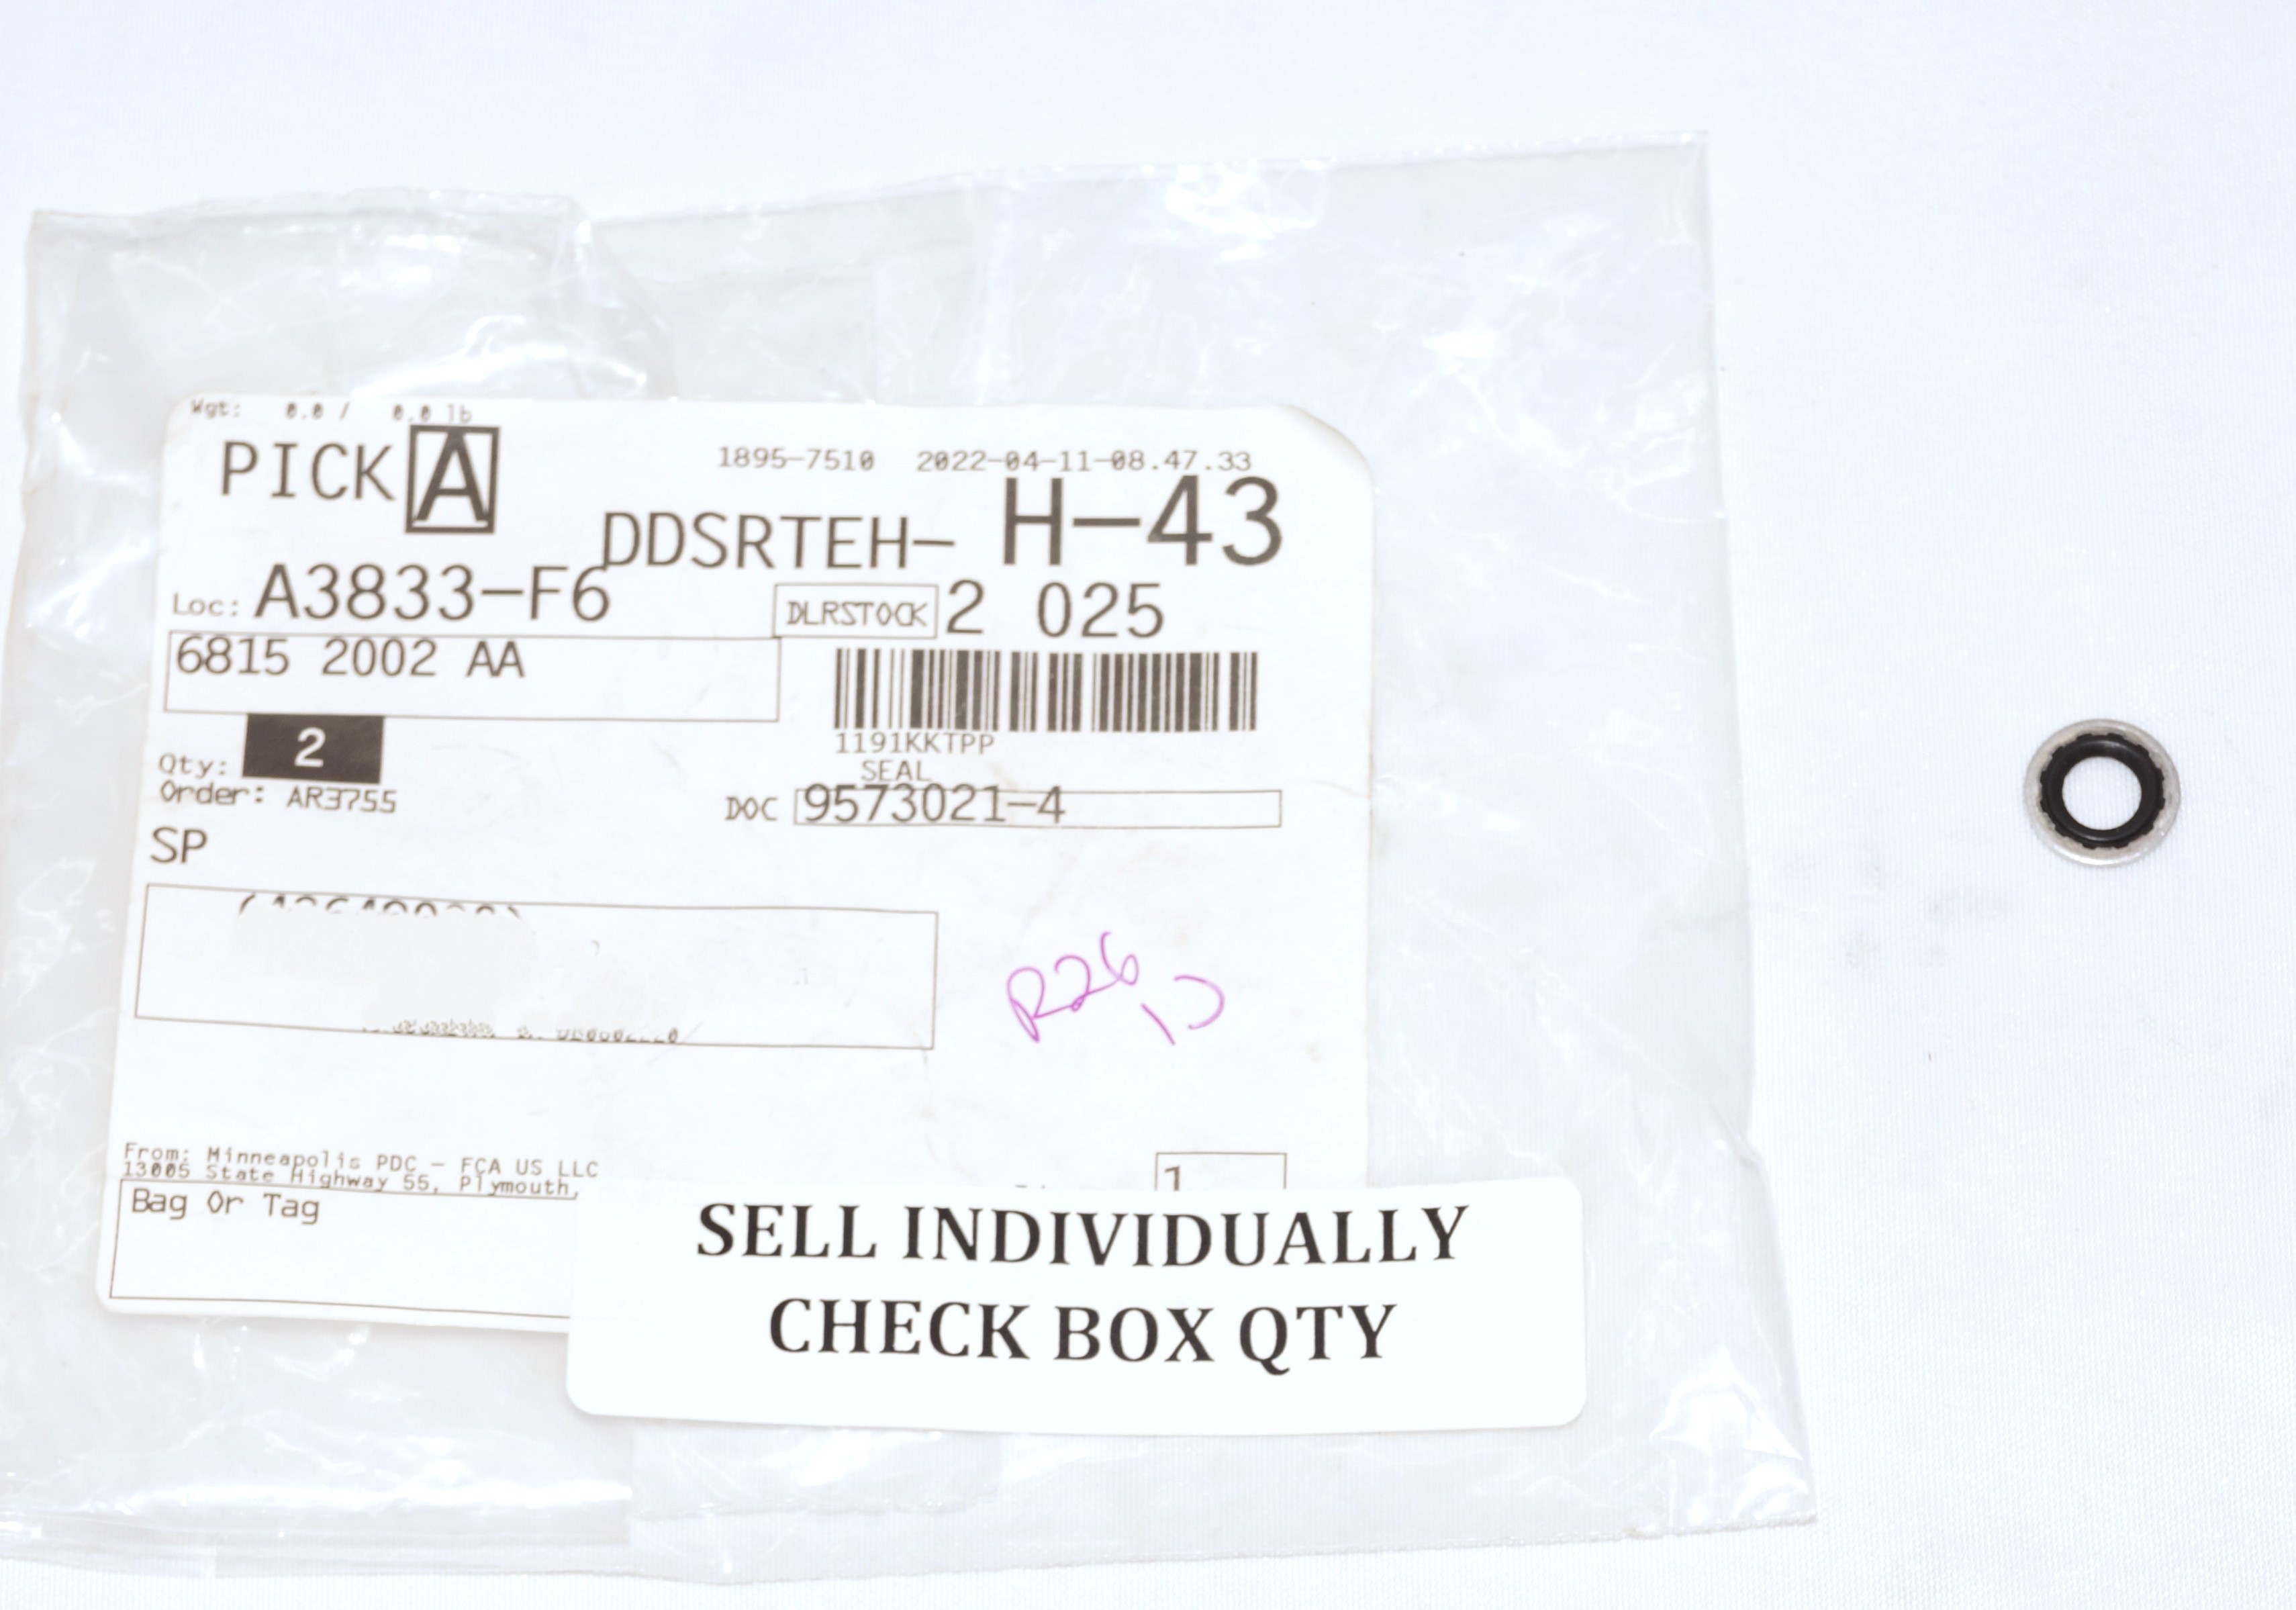 Wgt: 0.0 / 0.0 lb
PICK A
1895-7510 2022-04-11-08.47.33
DDSRTEH- H-43
Loc: A3833-F6
DLRSTOCK 2 025
6815 2002 AA
1191KKTPP
SEAL
Qty: 2
Order: AR3755
DOC 9573021-4
SP
R26
From: Minneapolis PDC - FCA US LLC
13005 State Highway 55, Plymouth,
1
Bag Or Tag
SELL INDIVIDUALLY
CHECK BOX QTY